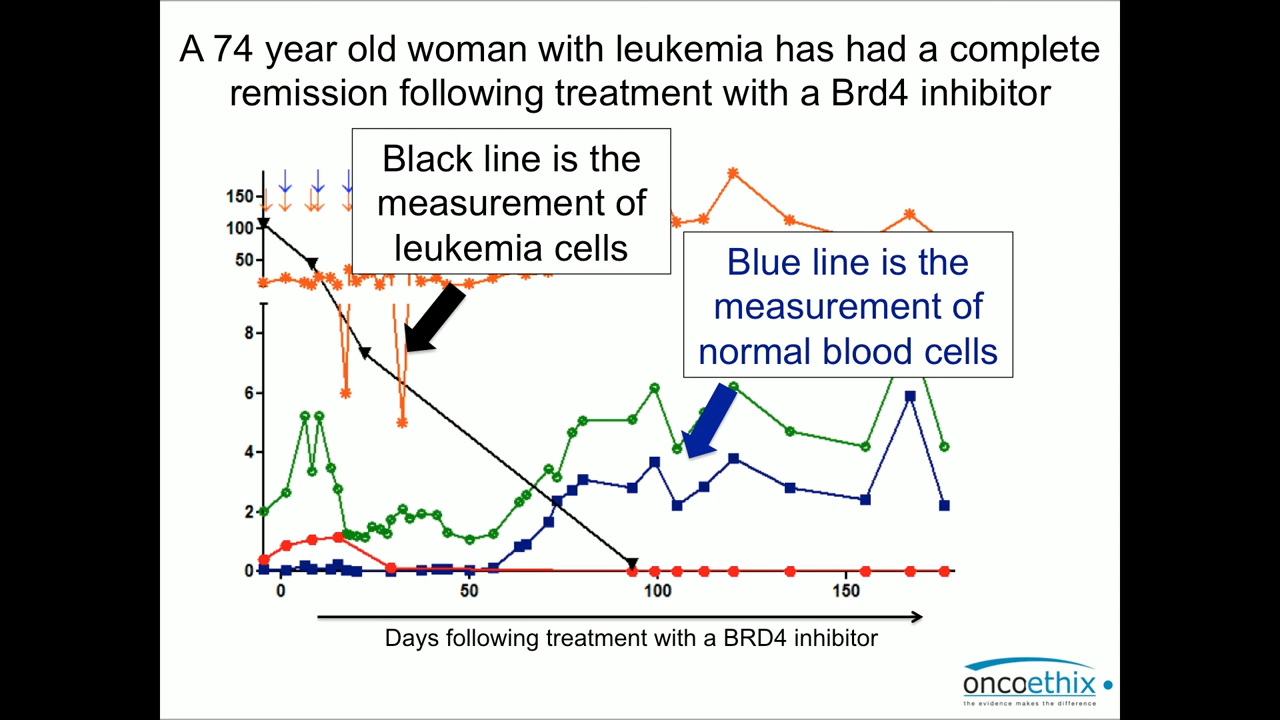 A 74 year old woman with leukemia has had a complete
remission following treatment with a Brd4 inhibitor
Black line is the
measurement of
leukemia cells
Blue line is the
measurement of
normal blood cells
150
100
50
8
6
4
2
0
0 50 100 150
Days following treatment with a BRD4 inhibitor
oncoethix
the evidence makes the difference